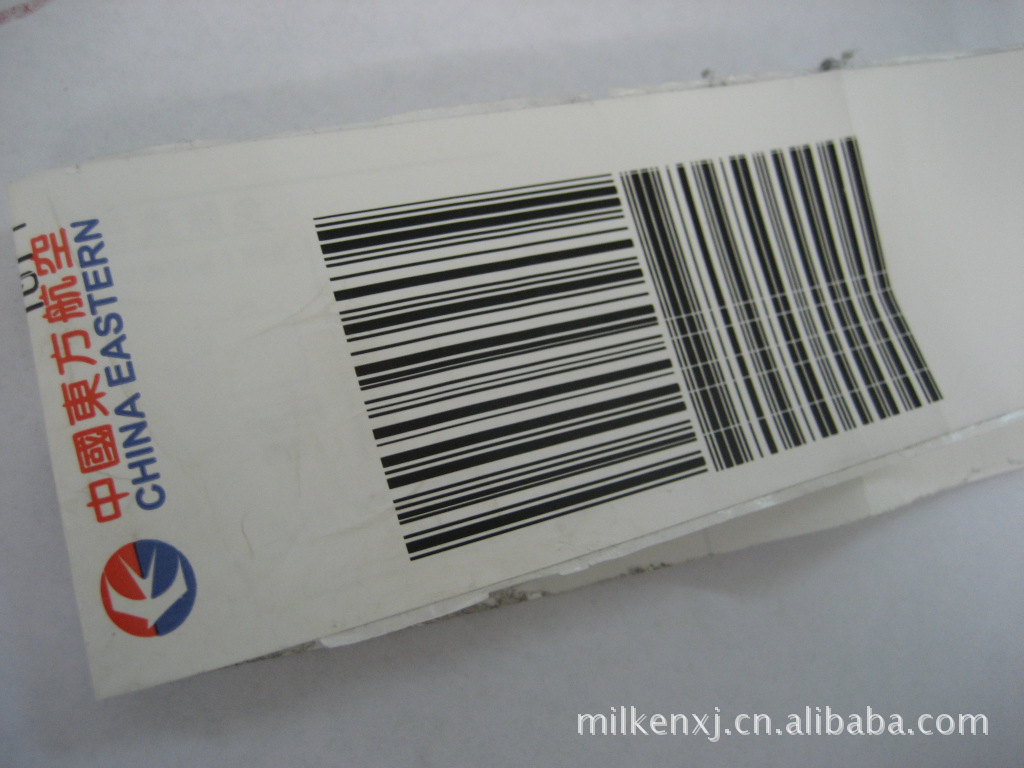 中國東方航空
CHINA EASTERN
milkenxj.cn.alibaba.com